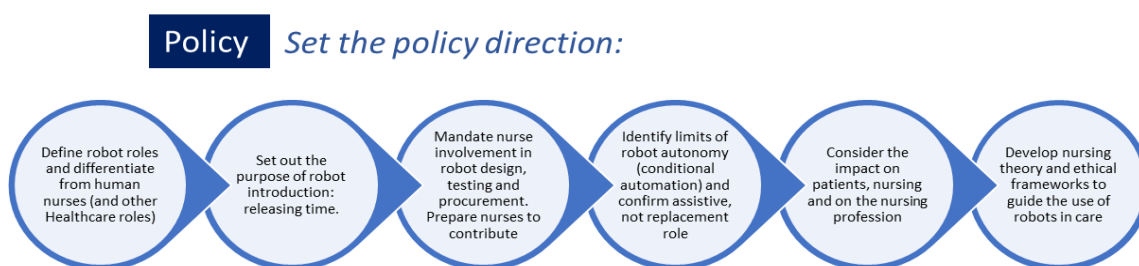 Policy Set the policy direction:
Define robot roles
and differentiate
from human
nurses (and other
Healthcare roles)
Set out the
purpose of robot
introduction:
releasing time.
Mandate nurse
involvement in
robot design,
testing and
procurement.
Prepare nurses to
contribute
Identify limits of
robot autonomy
(conditional
automation) and
confirm assistive,
not replacement
role
Consider the
impact on
patients, nursing
and on the nursing
profession
Develop nursing
theory and ethical
frameworks to
guide the use of
robots in care